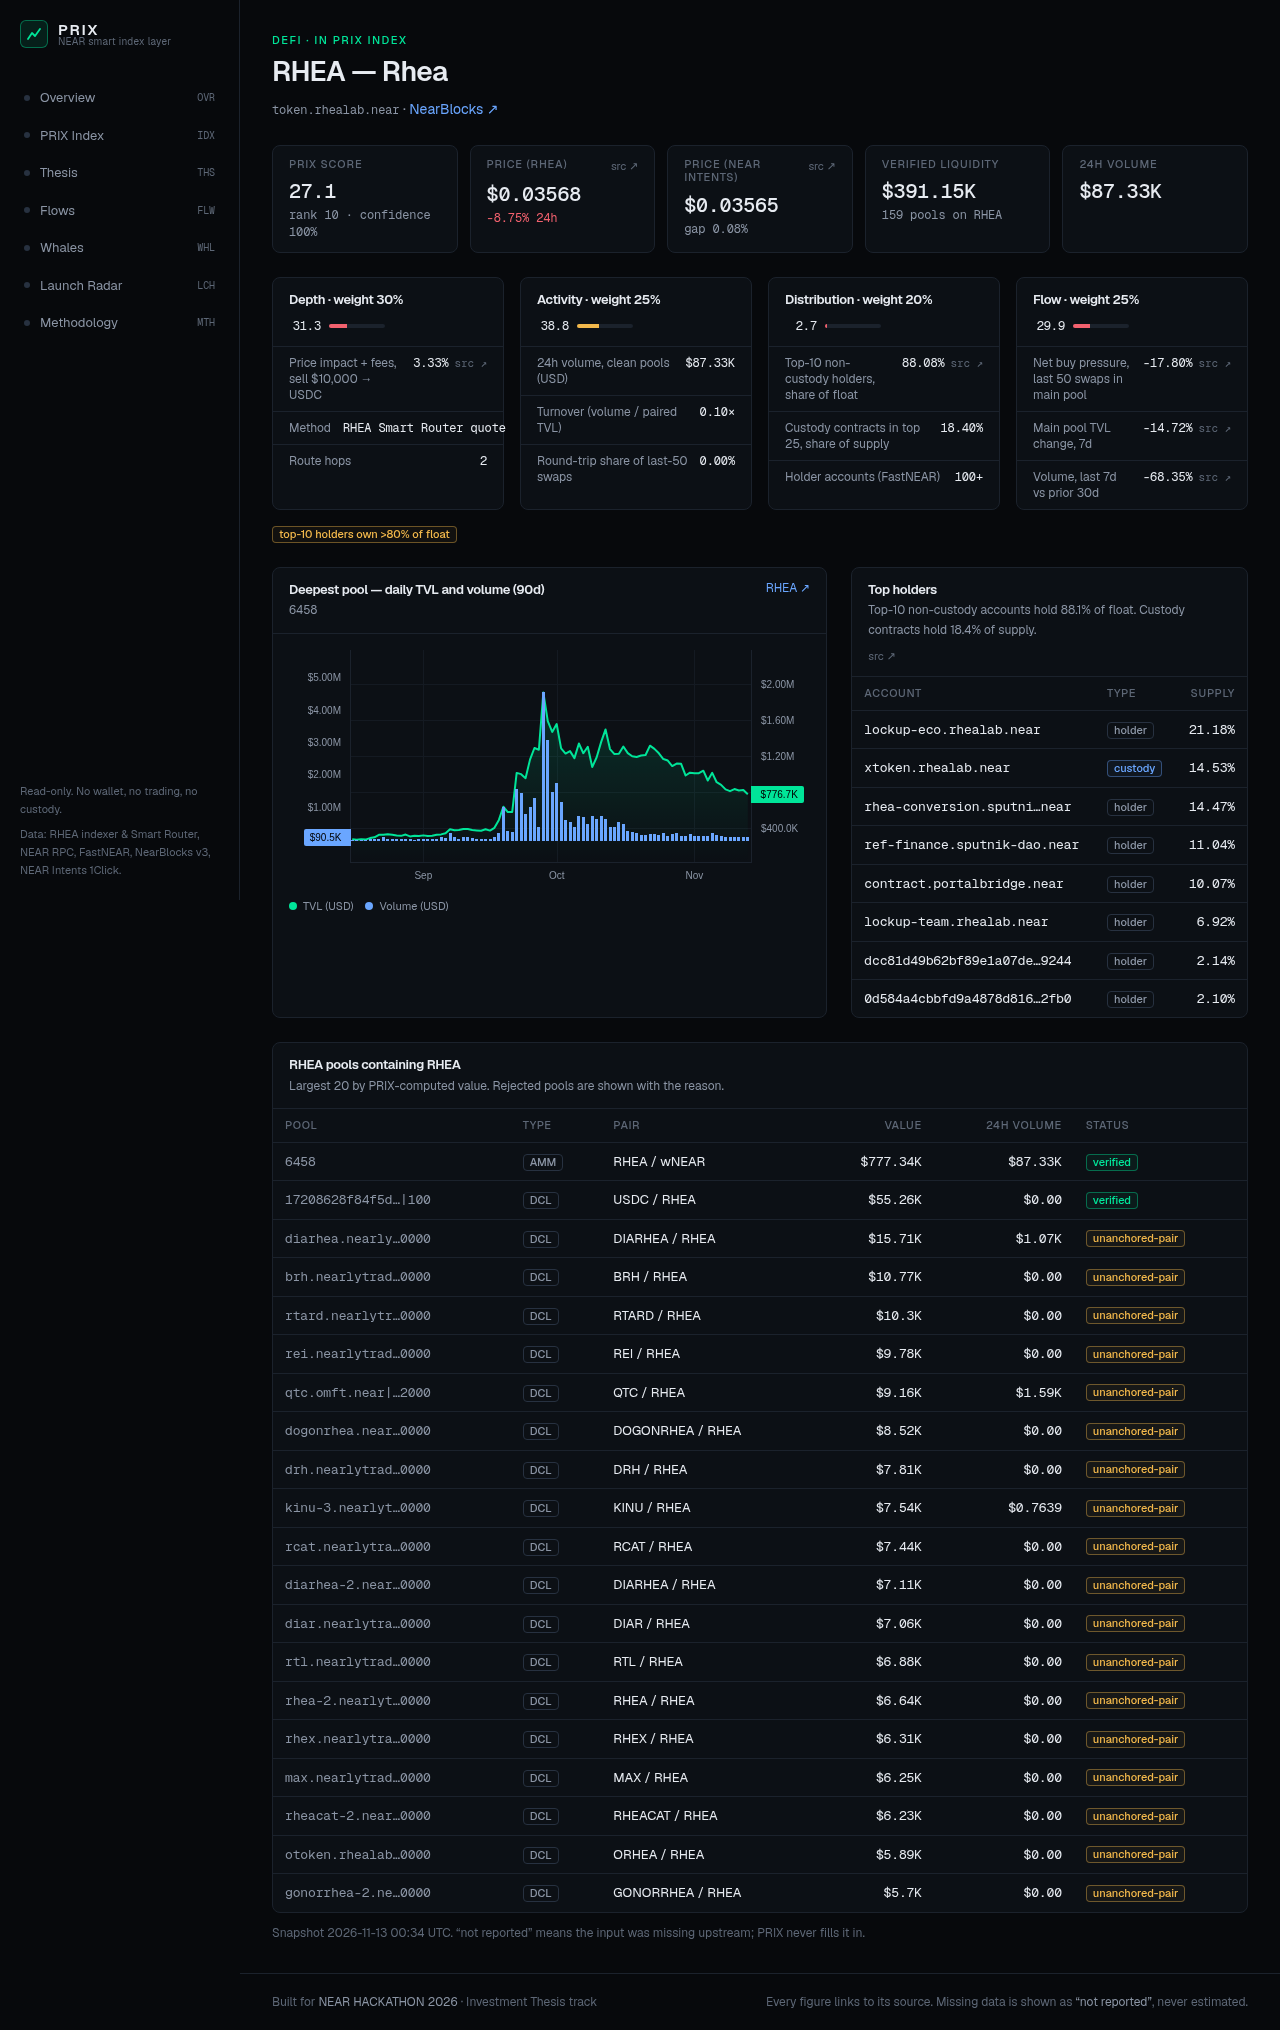 PRIX
NEAR smart index layer
Overview OVR
PRIX Index IDX
Thesis THS
Flows FLW
Whales WHL
Launch Radar LCH
Methodology MTH
Read-only. No wallet, no trading, no
custody.
Data: RHEA indexer & Smart Router,
NEAR RPC, FastNEAR, NearBlocks v3,
NEAR Intents 1Click.
DEFI · IN PRIX INDEX
RHEA — Rhea
token.rhealab.near · NearBlocks ↗
PRIX SCORE
27.1
rank 10 · confidence
100%
PRICE (RHEA) src ↗
$0.03568
-8.75% 24h
PRICE (NEAR
INTENTS) src ↗
$0.03565
gap 0.08%
VERIFIED LIQUIDITY
$391.15K
159 pools on RHEA
24H VOLUME
$87.33K
Depth · weight 30%
31.3
Price impact + fees,
sell $10,000 →
USDC
3.33% src ↗
Method RHEA Smart Router quote
Route hops 2
Activity · weight 25%
38.8
24h volume, clean pools
(USD)
$87.33K
Turnover (volume / paired
TVL)
0.10×
Round-trip share of last-50
swaps
0.00%
Distribution · weight 20%
2.7
Top-10 non-
custody holders,
share of float
88.08% src ↗
Custody contracts in top
25, share of supply
18.40%
Holder accounts (FastNEAR) 100+
Flow · weight 25%
29.9
Net buy pressure,
last 50 swaps in
main pool
-17.80% src ↗
Main pool TVL
change, 7d
-14.72% src ↗
Volume, last 7d
vs prior 30d
-68.35% src ↗
top-10 holders own >80% of float
Deepest pool — daily TVL and volume (90d) RHEA ↗
6458
$5.00M
$4.00M
$3.00M
$2.00M
$1.00M
$90.5K
$2.00M
$1.60M
$1.20M
$776.7K
$400.0K
Sep Oct Nov
TVL (USD) Volume (USD)
Top holders
Top-10 non-custody accounts hold 88.1% of float. Custody
contracts hold 18.4% of supply.
src ↗
ACCOUNT TYPE SUPPLY
lockup-eco.rhealab.near holder 21.18%
xtoken.rhealab.near custody 14.53%
rhea-conversion.sputni…near holder 14.47%
ref-finance.sputnik-dao.near holder 11.04%
contract.portalbridge.near holder 10.07%
lockup-team.rhealab.near holder 6.92%
dcc81d49b62bf89e1a07de…9244 holder 2.14%
0d584a4cbbfd9a4878d816…2fb0 holder 2.10%
RHEA pools containing RHEA
Largest 20 by PRIX-computed value. Rejected pools are shown with the reason.
POOL TYPE PAIR VALUE 24H VOLUME STATUS
6458 AMM RHEA / wNEAR $777.34K $87.33K verified
17208628f84f5d…|100 DCL USDC / RHEA $55.26K $0.00 verified
diarhea.nearly…0000 DCL DIARHEA / RHEA $15.71K $1.07K unanchored-pair
brh.nearlytrad…0000 DCL BRH / RHEA $10.77K $0.00 unanchored-pair
rtard.nearlytr…0000 DCL RTARD / RHEA $10.3K $0.00 unanchored-pair
rei.nearlytrad…0000 DCL REI / RHEA $9.78K $0.00 unanchored-pair
qtc.omft.near|…2000 DCL QTC / RHEA $9.16K $1.59K unanchored-pair
dogonrhea.near…0000 DCL DOGONRHEA / RHEA $8.52K $0.00 unanchored-pair
drh.nearlytrad…0000 DCL DRH / RHEA $7.81K $0.00 unanchored-pair
kinu-3.nearlyt…0000 DCL KINU / RHEA $7.54K $0.7639 unanchored-pair
rcat.nearlytra…0000 DCL RCAT / RHEA $7.44K $0.00 unanchored-pair
diarhea-2.near…0000 DCL DIARHEA / RHEA $7.11K $0.00 unanchored-pair
diar.nearlytra…0000 DCL DIAR / RHEA $7.06K $0.00 unanchored-pair
rtl.nearlytrad…0000 DCL RTL / RHEA $6.88K $0.00 unanchored-pair
rhea-2.nearlyt…0000 DCL RHEA / RHEA $6.64K $0.00 unanchored-pair
rhex.nearlytra…0000 DCL RHEX / RHEA $6.31K $0.00 unanchored-pair
max.nearlytrad…0000 DCL MAX / RHEA $6.25K $0.00 unanchored-pair
rheacat-2.near…0000 DCL RHEACAT / RHEA $6.23K $0.00 unanchored-pair
otoken.rhealab…0000 DCL ORHEA / RHEA $5.89K $0.00 unanchored-pair
gonorrhea-2.ne…0000 DCL GONORRHEA / RHEA $5.7K $0.00 unanchored-pair
Snapshot 2026-11-13 00:34 UTC. “not reported” means the input was missing upstream; PRIX never fills it in.
Built for NEAR HACKATHON 2026 · Investment Thesis track
Every figure links to its source. Missing data is shown as “not reported”, never estimated.